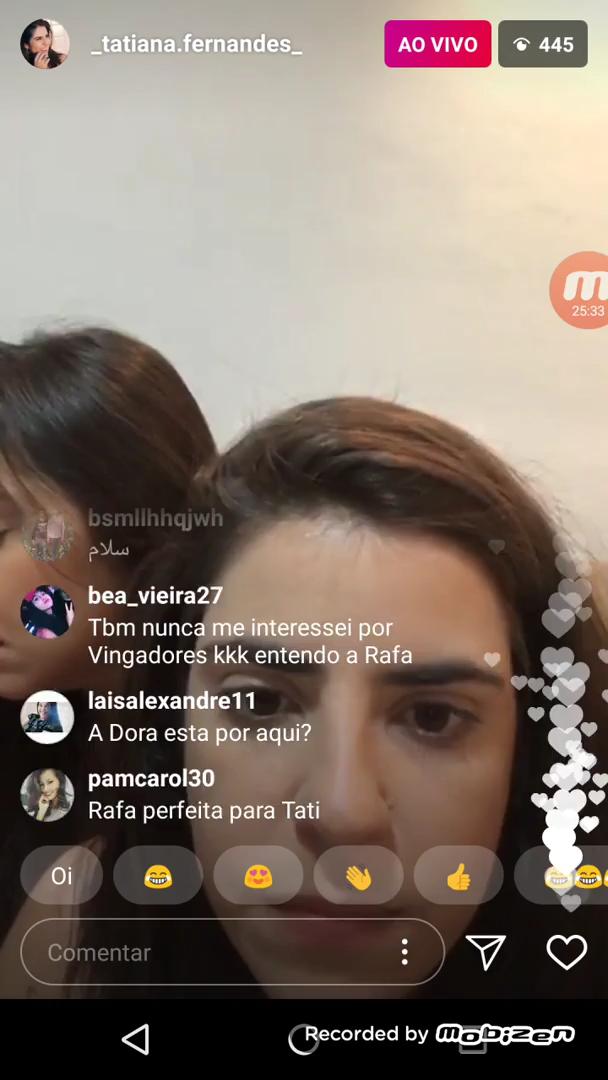 _tatiana.fernandes_
AO VIVO
445
m
25:33
bsmllhhqjwh
سلام
bea_vieira27
Tbm nunca me interessei por
Vingadores kkk entendo a Rafa
laisalexandre11
A Dora esta por aqui?
pamcarol30
Rafa perfeita para Tati
Oi
Comentar
Recorded by mobizen